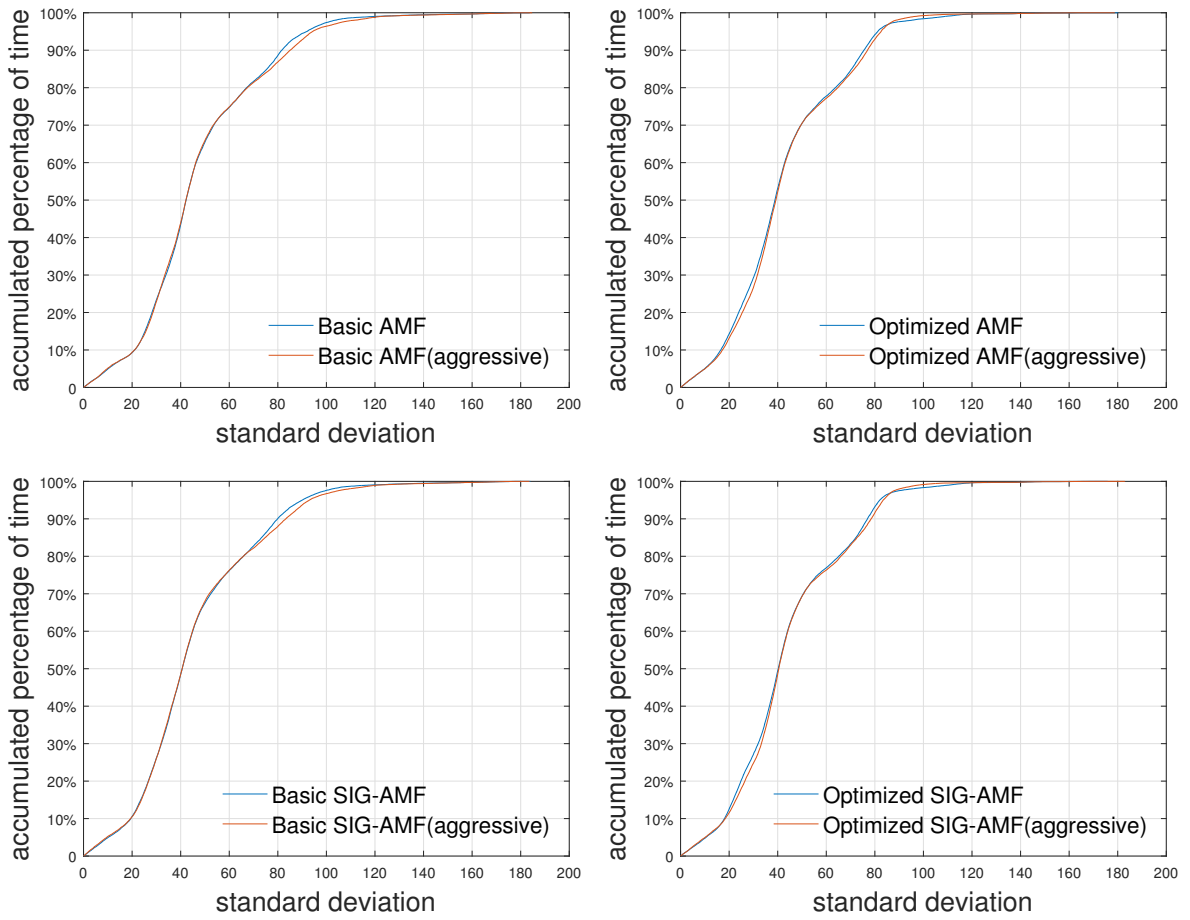 accumulated percentage of time
100%
90%
80%
70%
60%
50%
40%
30%
20%
10%
0
Basic AMF
Basic AMF(aggressive)
0 20 40 60 80 100 120 140 160 180 200
standard deviation
accumulated percentage of time
100%
90%
80%
70%
60%
50%
40%
30%
20%
10%
0
Optimized AMF
Optimized AMF(aggressive)
0 20 40 60 80 100 120 140 160 180 200
standard deviation
accumulated percentage of time
100%
90%
80%
70%
60%
50%
40%
30%
20%
10%
0
Basic SIG-AMF
Basic SIG-AMF(aggressive)
0 20 40 60 80 100 120 140 160 180 200
standard deviation
accumulated percentage of time
100%
90%
80%
70%
60%
50%
40%
30%
20%
10%
0
Optimized SIG-AMF
Optimized SIG-AMF(aggressive)
0 20 40 60 80 100 120 140 160 180 200
standard deviation